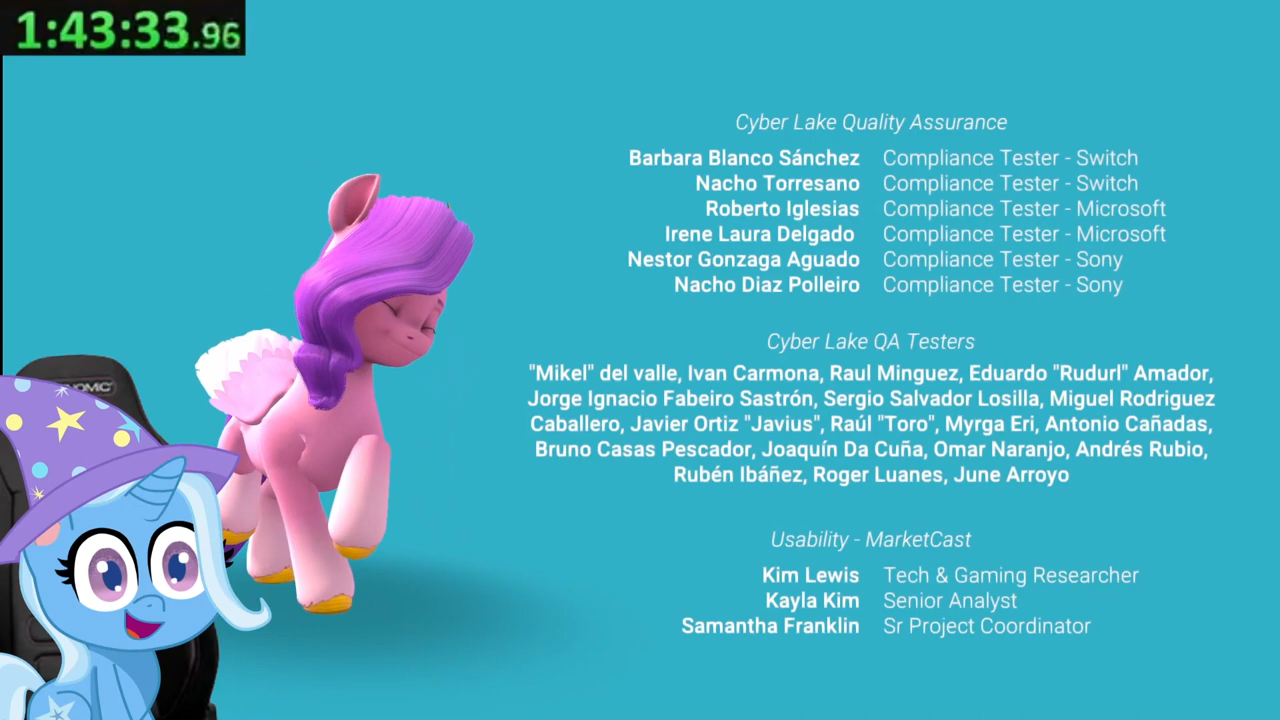 1:43:33.96
Cyber Lake Quality Assurance
Barbara Blanco Sánchez Compliance Tester - Switch
Nacho Torresano Compliance Tester - Switch
Roberto Iglesias Compliance Tester - Microsoft
Irene Laura Delgado Compliance Tester - Microsoft
Nestor Gonzaga Aguado Compliance Tester - Sony
Nacho Diaz Polleiro Compliance Tester - Sony
Cyber Lake QA Testers
"Mikel" del valle, Ivan Carmona, Raul Minguez, Eduardo "Rudurl" Amador,
Jorge Ignacio Fabeiro Sastrón, Sergio Salvador Losilla, Miguel Rodriguez
Caballero, Javier Ortiz "Javius", Raúl "Toro", Myrga Eri, Antonio Cañadas,
Bruno Casas Pescador, Joaquín Da Cuña, Omar Naranjo, Andrés Rubio,
Rubén Ibáñez, Roger Luanes, June Arroyo
Usability - MarketCast
Kim Lewis Tech & Gaming Researcher
Kayla Kim Senior Analyst
Samantha Franklin Sr Project Coordinator